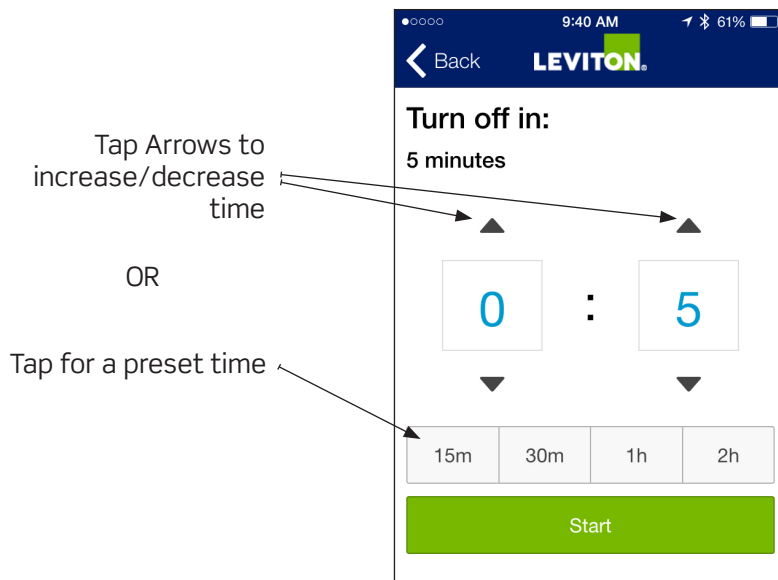 9:40 AM
61%
Back
LEVITON®
Turn off in:
5 minutes
Tap Arrows to
increase/decrease
time
OR
0 : 5
Tap for a preset time
15m 30m 1h 2h
Start